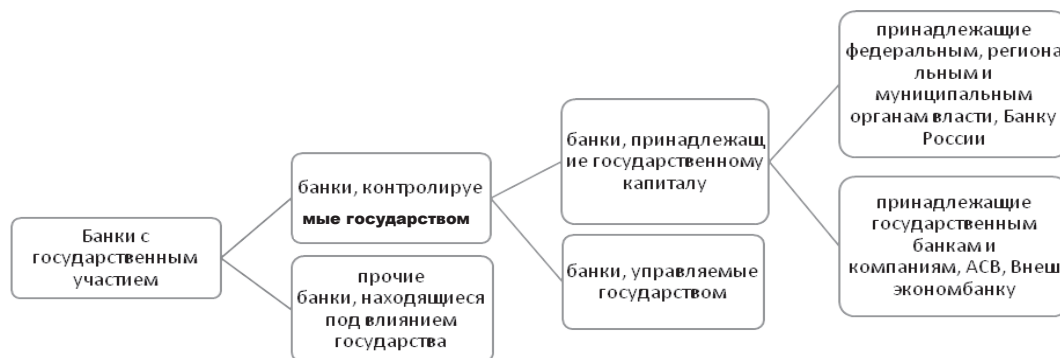 Банки с
государственным
участием
банки, контролируе
мые государством
прочие
банки, находящиеся
под влиянием
государства
банки, принадлежащ
ие государственному
капиталу
банки, управляемые
государством
принадлежащие
федеральным, региона
льным и
муниципальным
органам власти, Банку
России
принадлежащие
государственным
банкам и
компаниям, АСВ, Внеш
экономбанку